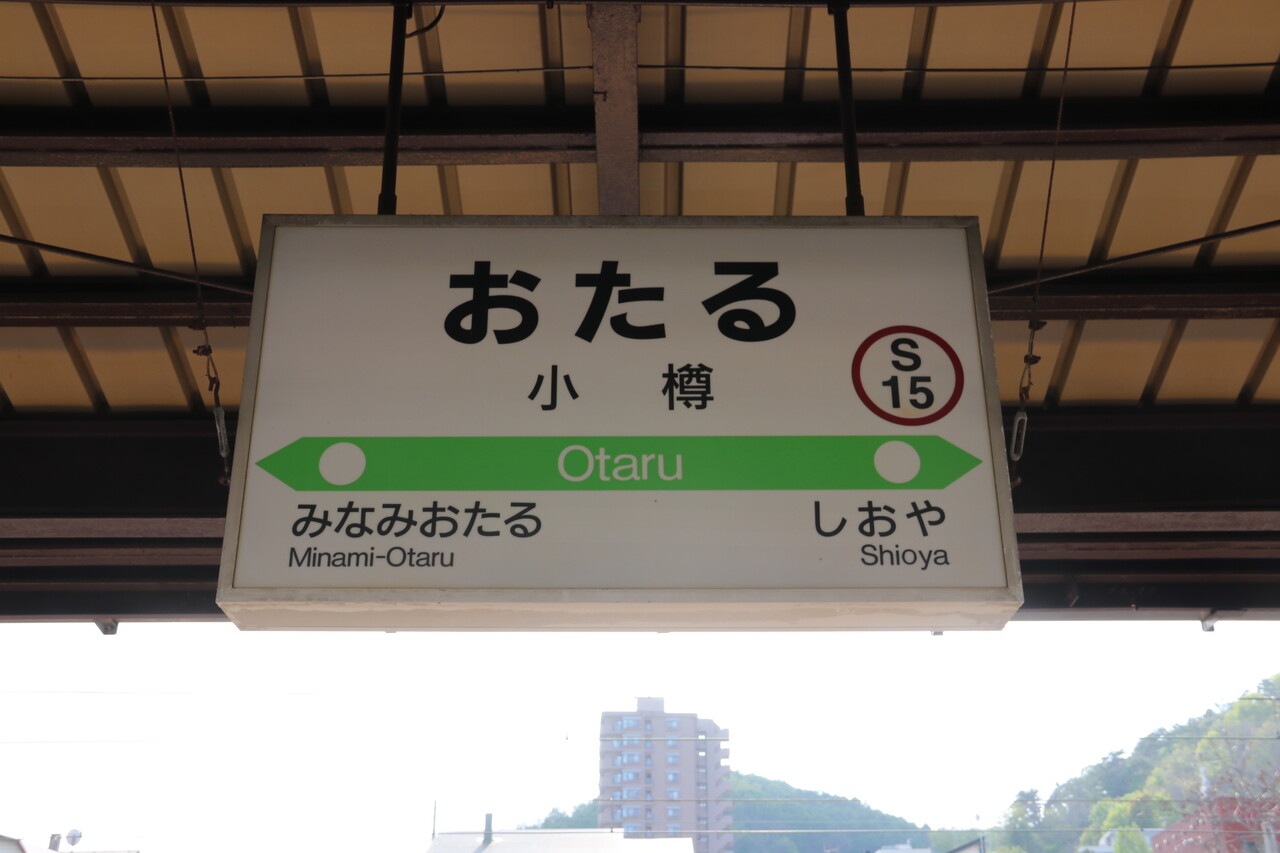 おたる
小 樽
S
15
Otaru
みなみおたる
Minami-Otaru
しおや
Shioya